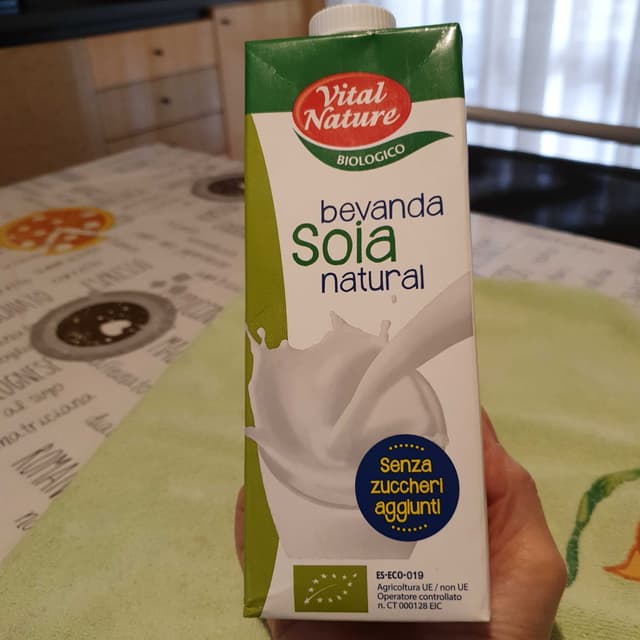 Vital
Nature
BIOLOGICO
bevanda
Soia
natural
Senza
zuccheri
aggiunti
ES-ECO-019
Agricoltura UE / non UE
Operatore controllato
n. CT 000128 EIC